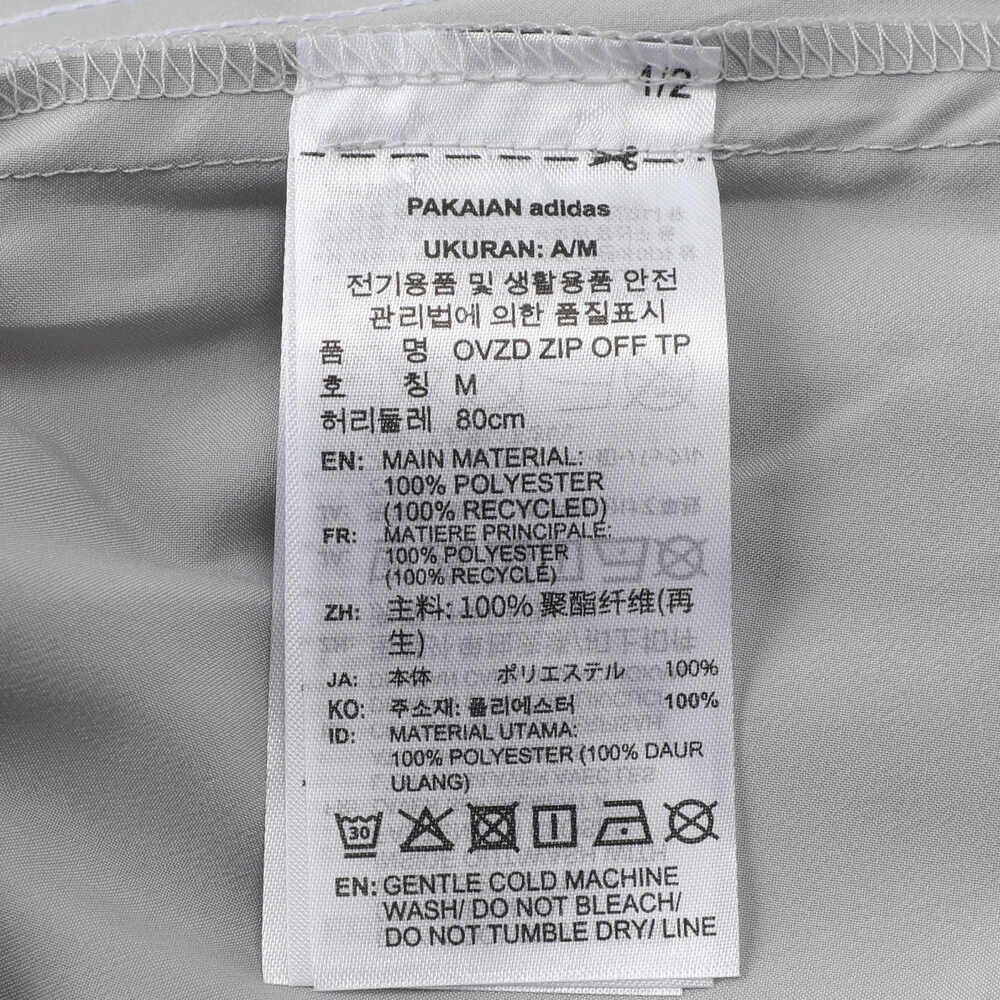 1/2
PAKAIAN adidas
UKURAN: A/M
전기용품 및 생활용품 안전
관리법에 의한 품질표시
품 명 OVZD ZIP OFF TP
호 칭 M
허리둘레 80cm
EN: MAIN MATERIAL:
100% POLYESTER
(100% RECYCLED)
FR: MATIERE PRINCIPALE:
100% POLYESTER
(100% RECYCLÉ)
ZH: 主料: 100% 聚酯纤维(再
生)
JA: 本体 ポリエステル 100%
KO: 주소재: 폴리에스터 100%
ID: MATERIAL UTAMA:
100% POLYESTER (100% DAUR
ULANG)
30
EN: GENTLE COLD MACHINE
WASH/ DO NOT BLEACH/
DO NOT TUMBLE DRY/ LINE